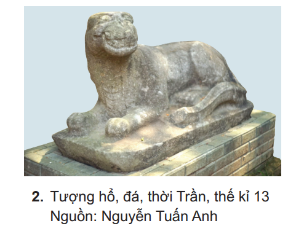 2. Tượng hổ, đá, thời Trần, thế kỉ 13
Nguồn: Nguyễn Tuấn Anh